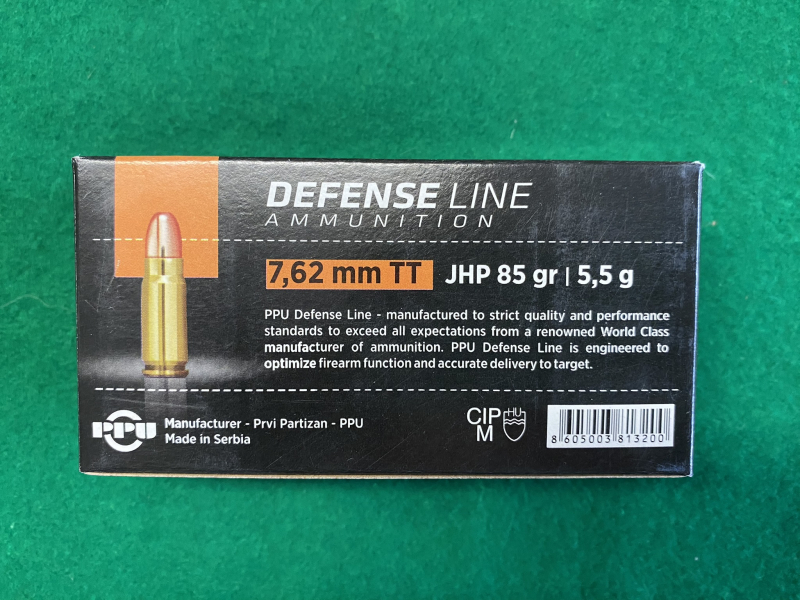 DEFENSE LINE
AMMUNITION
7,62 mm TT JHP 85 gr | 5,5 g
PPU Defense Line - manufactured to strict quality and performance
standards to exceed all expectations from a renowned World Class
manufacturer of ammunition. PPU Defense Line is engineered to
optimize firearm function and accurate delivery to target.
PPU
Manufacturer - Prvi Partizan - PPU
Made in Serbia
CIP
M
HU
8 605003 813200